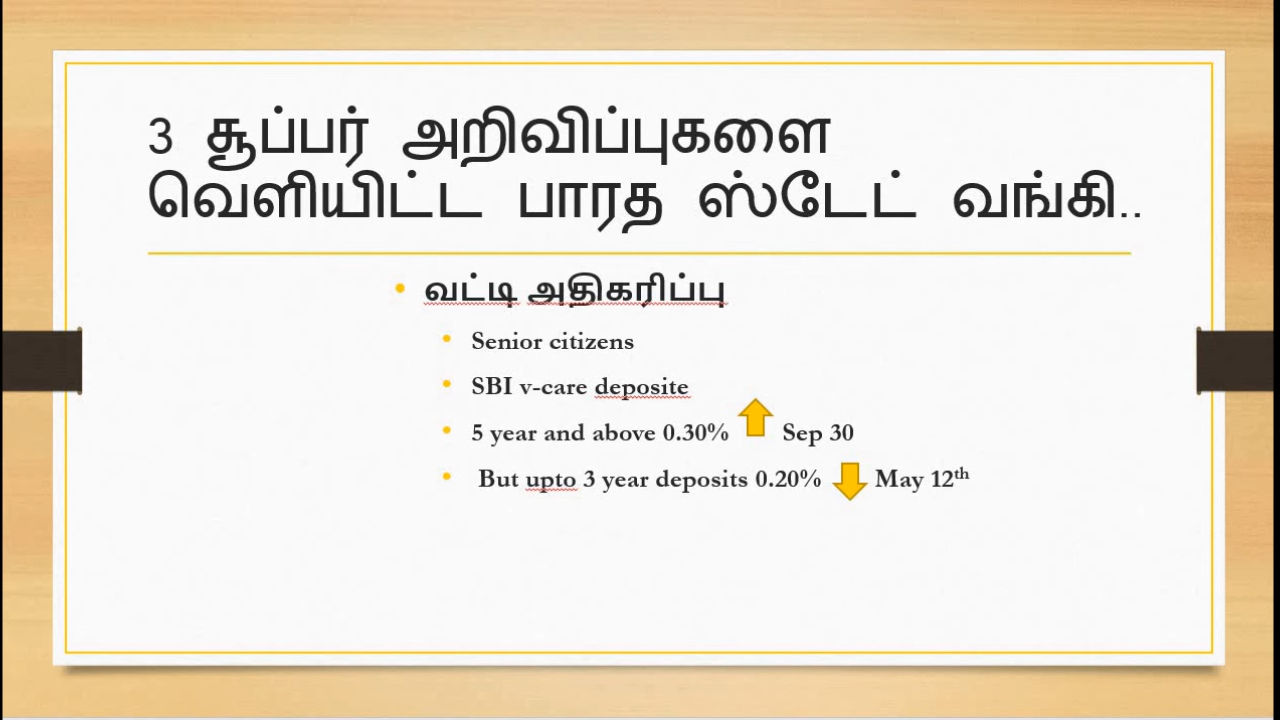 3 சூப்பர் அறிவிப்புகளை
வெளியிட்ட பாரத ஸ்டேட் வங்கி..
• வட்டி அதிகரிப்பு
• Senior citizens
• SBI v-care deposite
• 5 year and above 0.30% Sep 30
• But upto 3 year deposits 0.20% May 12th